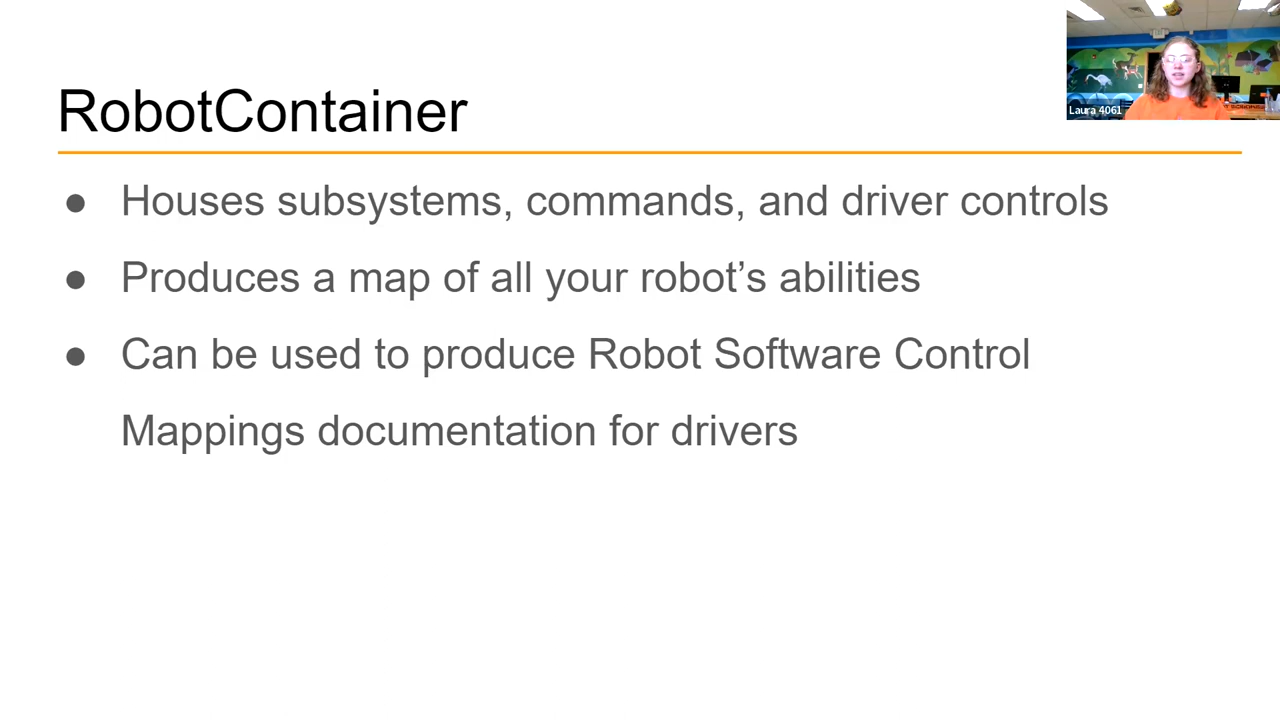 RobotContainer
Laura 4061
● Houses subsystems, commands, and driver controls
● Produces a map of all your robot's abilities
● Can be used to produce Robot Software Control
Mappings documentation for drivers